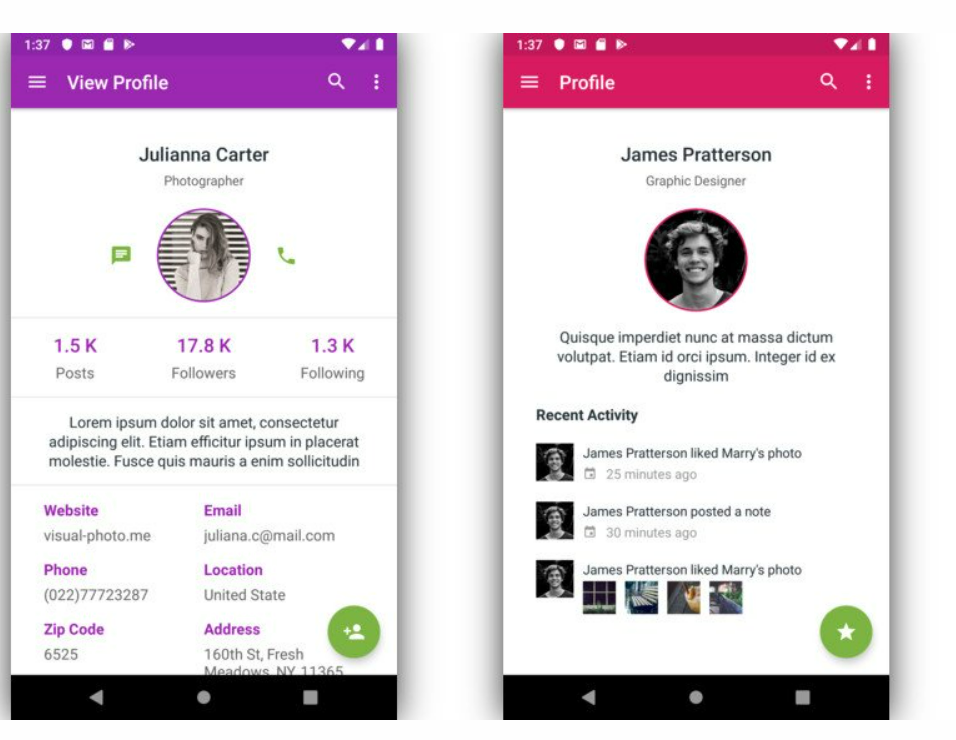 1:37
View Profile
Julianna Carter
Photographer
1.5 K
17.8 K
1.3 K
Posts
Followers
Following
Lorem ipsum dolor sit amet, consectetur
adipiscing elit. Etiam efficitur ipsum in placerat
molestie. Fusce quis mauris a enim sollicitudin
Website
Email
visual-photo.me
juliana.c@mail.com
Phone
Location
(022)77723287
United State
Zip Code
Address
6525
160th St, Fresh
Meadows, NY, 11365
1:37
Profile
James Pratterson
Graphic Designer
Quisque imperdiet nunc at massa dictum
volutpat. Etiam id orci ipsum. Integer id ex
dignissim
Recent Activity
James Pratterson liked Marry's photo
25 minutes ago
James Pratterson posted a note
30 minutes ago
James Pratterson liked Marry's photo